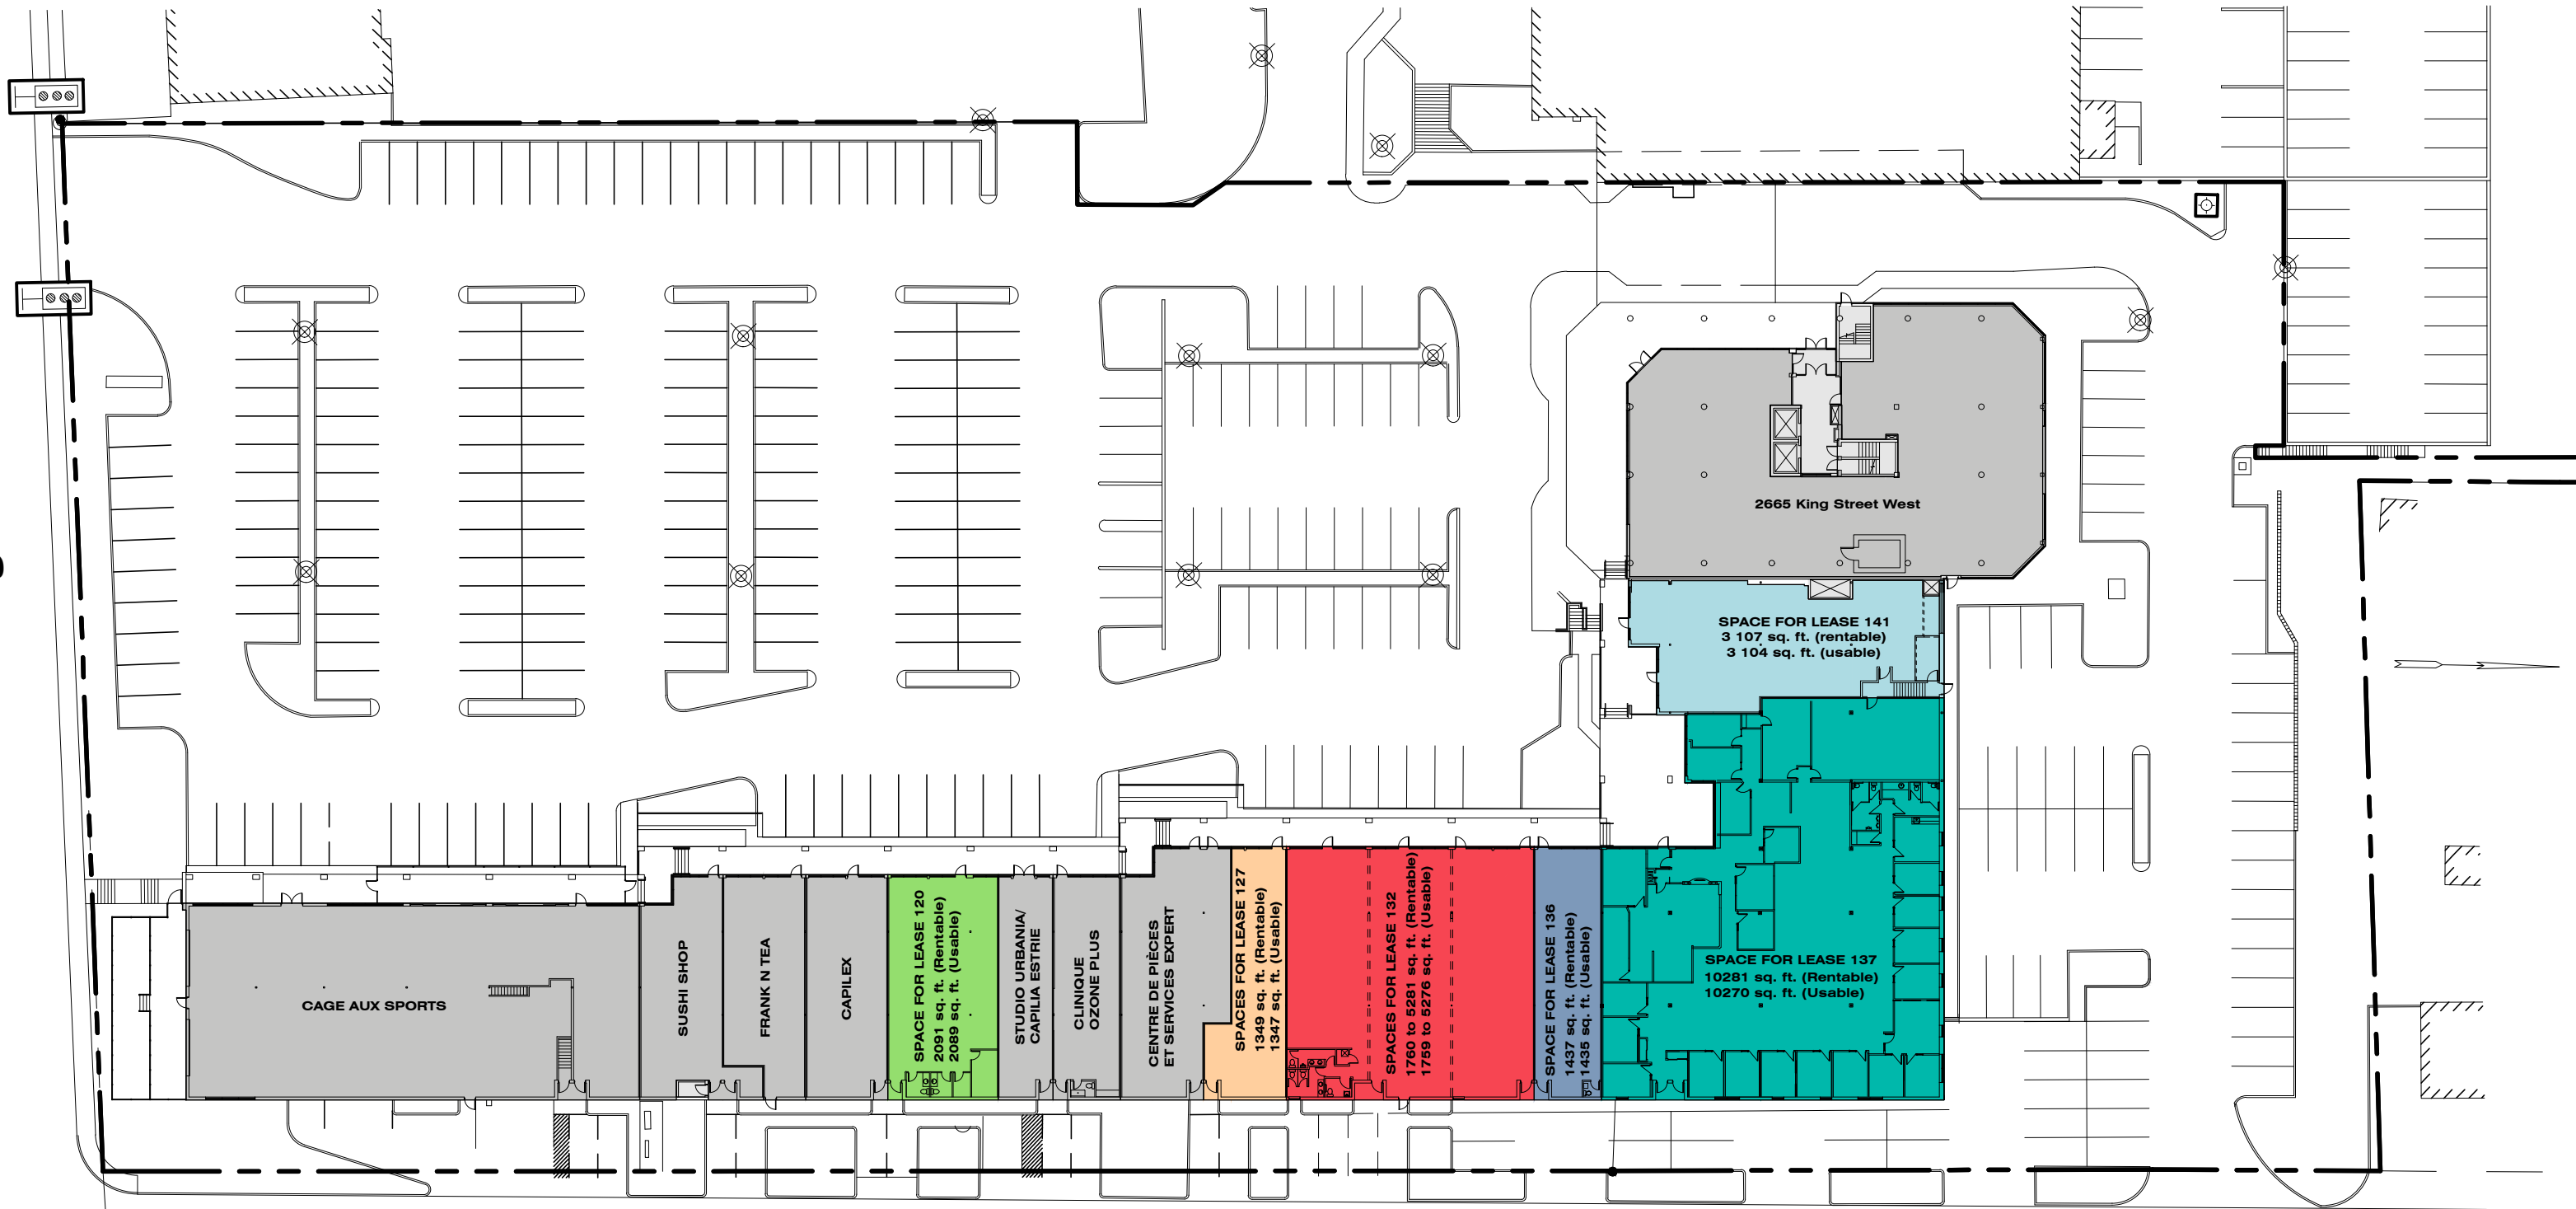 2665 King Street West
SPACE FOR LEASE 141
3 107 sq. ft. (rentable)
3 104 sq. ft. (usable)
CAGE AUX SPORTS
SUSHI SHOP
FRANK N TEA
CAPILEX
SPACE FOR LEASE 120
2091 sq. ft. (Rentable)
2089 sq. ft. (Usable)
STUDIO URBANIA/
CAPILIA ESTRIE
CLINIQUE
OZONE PLUS
CENTRE DE PIÈCES
ET SERVICES EXPERT
SPACES FOR LEASE 127
1349 sq. ft. (Rentable)
1347 sq. ft. (Usable)
SPACES FOR LEASE 132
1760 to 5281 sq. ft. (Rentable)
1759 to 5276 sq. ft. (Usable)
SPACE FOR LEASE 136
1437 sq. ft. (Rentable)
1435 sq. ft. (Usable)
SPACE FOR LEASE 137
10281 sq. ft. (Rentable)
10270 sq. ft. (Usable)